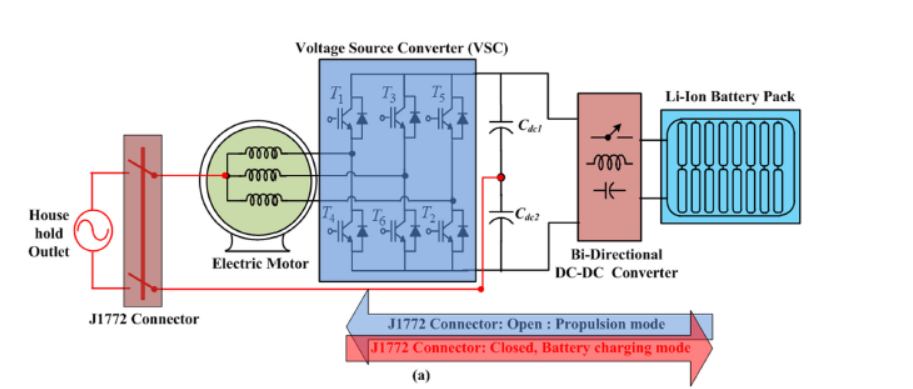 Voltage Source Converter (VSC)
T1
T3
T5
Cdc1
Li-Ion Battery Pack
House
hold
Outlet
T4
T6
T2
Cdc2
Electric Motor
Bi-Directional
DC-DC Converter
J1772 Connector
J1772 Connector: Open : Propulsion mode
J1772 Connector: Closed, Battery charging mode
(a)